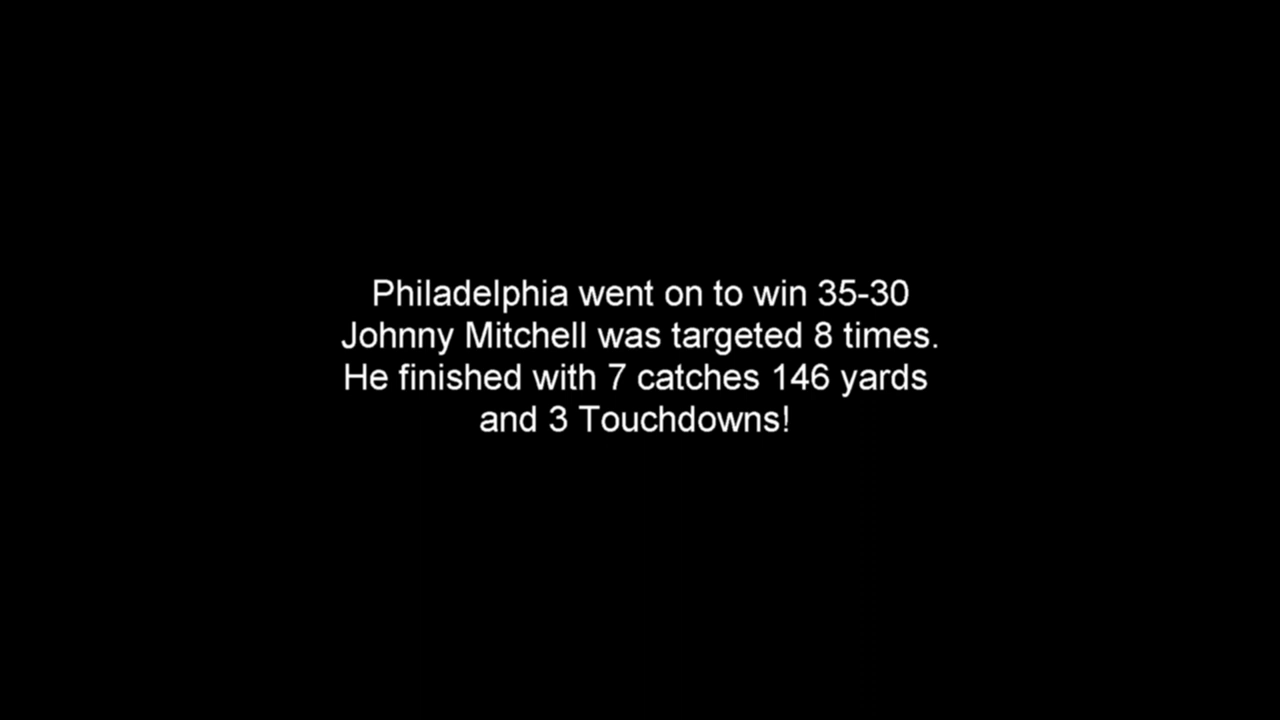 Philadelphia went on to win 35-30
Johnny Mitchell was targeted 8 times.
He finished with 7 catches 146 yards
and 3 Touchdowns!